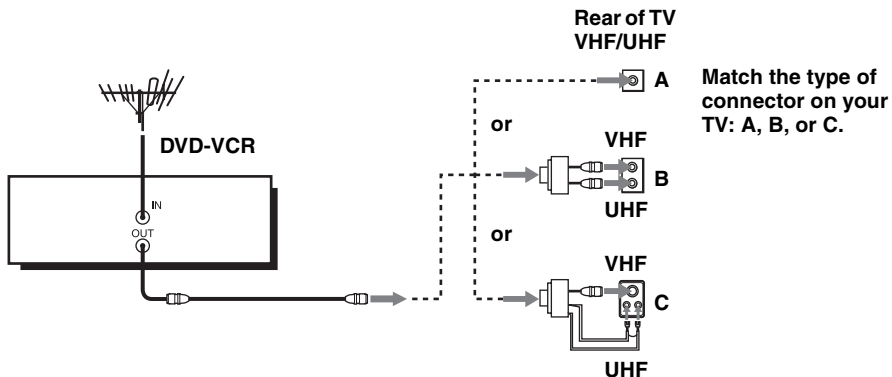 Rear of TV
VHF/UHF
A
Match the type of
connector on your
TV: A, B, or C.
or
DVD-VCR
VHF
B
IN
UHF
OUT
or
VHF
C
UHF